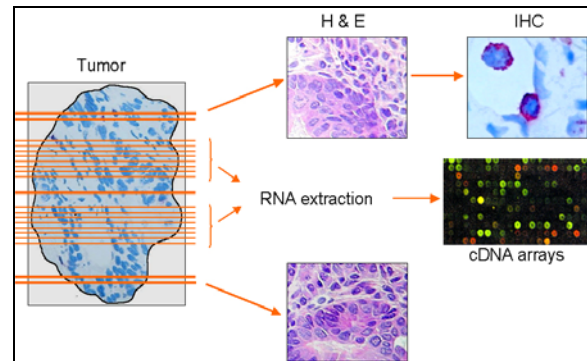 H & E
IHC
Tumor
RNA extraction
cDNA arrays